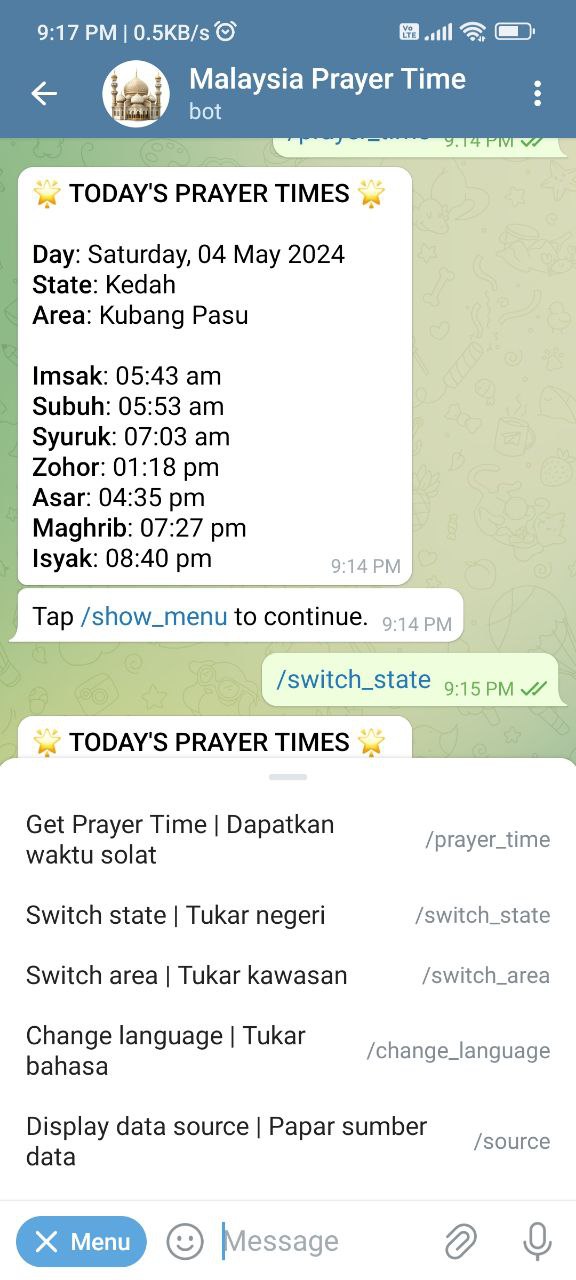 9:17 PM | 0.5KB/s
Vo
LTE
Malaysia Prayer Time
bot
/prayer_time 9:14 PM
🌟 TODAY'S PRAYER TIMES 🌟
Day: Saturday, 04 May 2024
State: Kedah
Area: Kubang Pasu
Imsak: 05:43 am
Subuh: 05:53 am
Syuruk: 07:03 am
Zohor: 01:18 pm
Asar: 04:35 pm
Maghrib: 07:27 pm
Isyak: 08:40 pm
9:14 PM
Tap /show_menu to continue. 9:14 PM
/switch_state 9:15 PM
🌟 TODAY'S PRAYER TIMES 🌟
Get Prayer Time | Dapatkan
waktu solat
/prayer_time
Switch state | Tukar negeri /switch_state
Switch area | Tukar kawasan /switch_area
Change language | Tukar
bahasa
/change_language
Display data source | Papar sumber
data
/source
Menu
Message